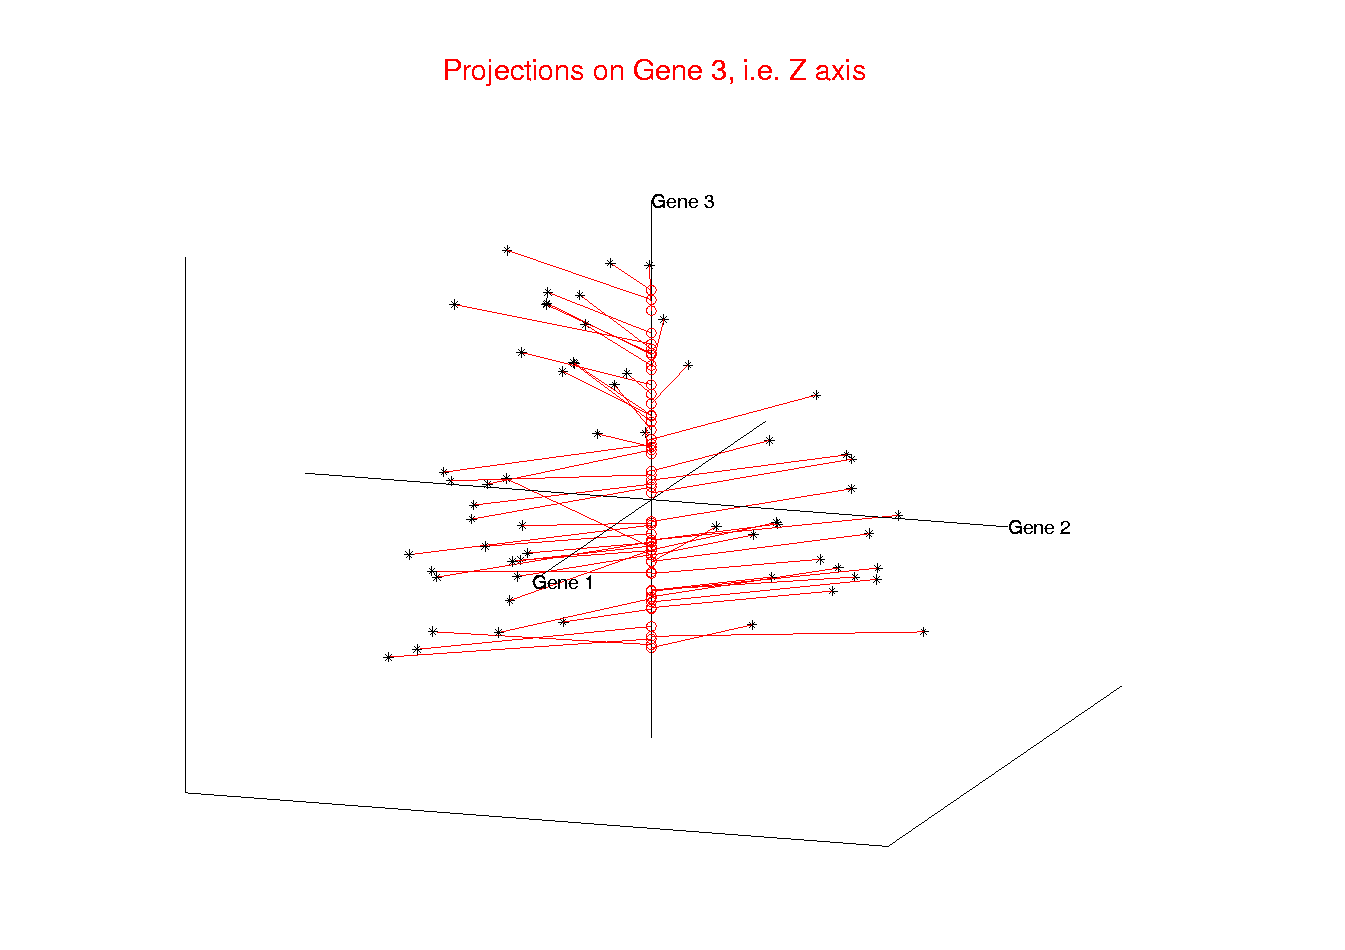 Projections on Gene 3, i.e. Z axis
Gene 3
Gene 2
Gene 1